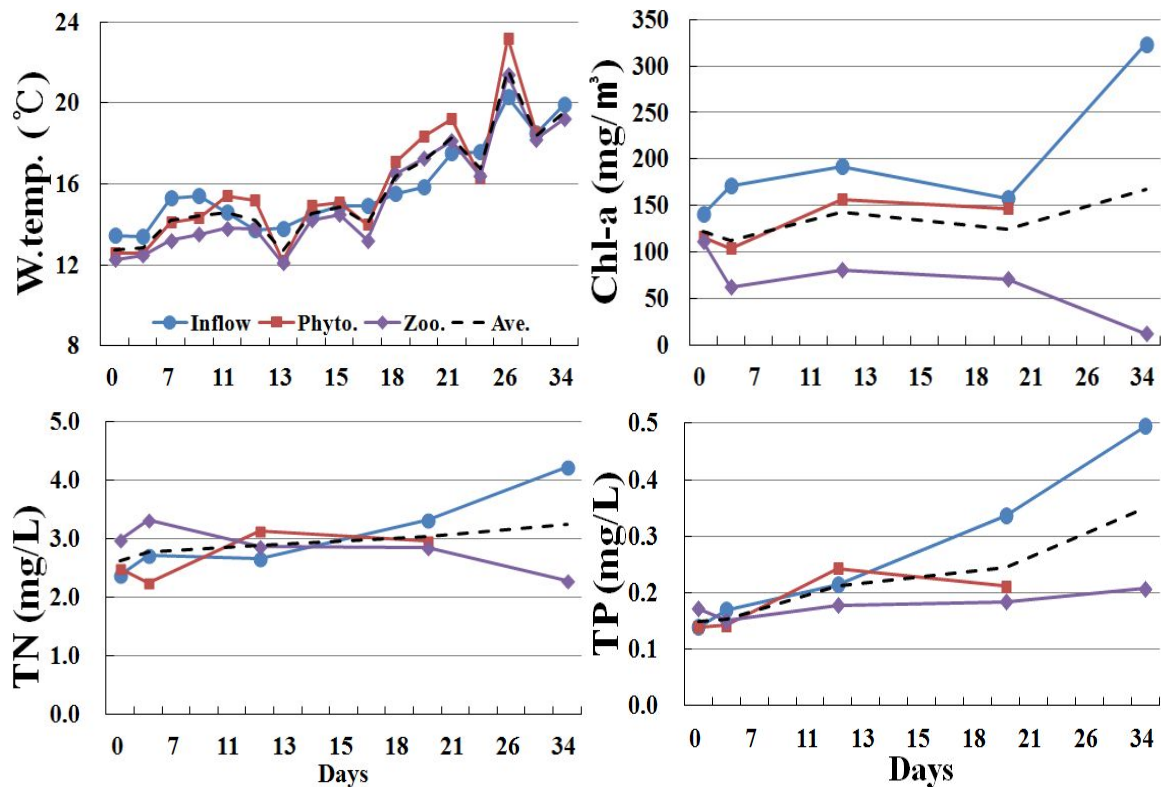 24
20
16
12
8
W.temp. (℃)
Inflow Phyto. Zoo. Ave.
0 7 11 13 15 18 21 26 34
350
300
250
200
150
100
50
0
Chl-a (mg/m³)
0 7 11 13 15 18 21 26 34
5.0
4.0
3.0
2.0
1.0
0.0
TN (mg/L)
0 7 11 13 15 18 21 26 34
Days
0.5
0.4
0.3
0.2
0.1
0.0
TP (mg/L)
0 7 11 13 15 18 21 26 34
Days